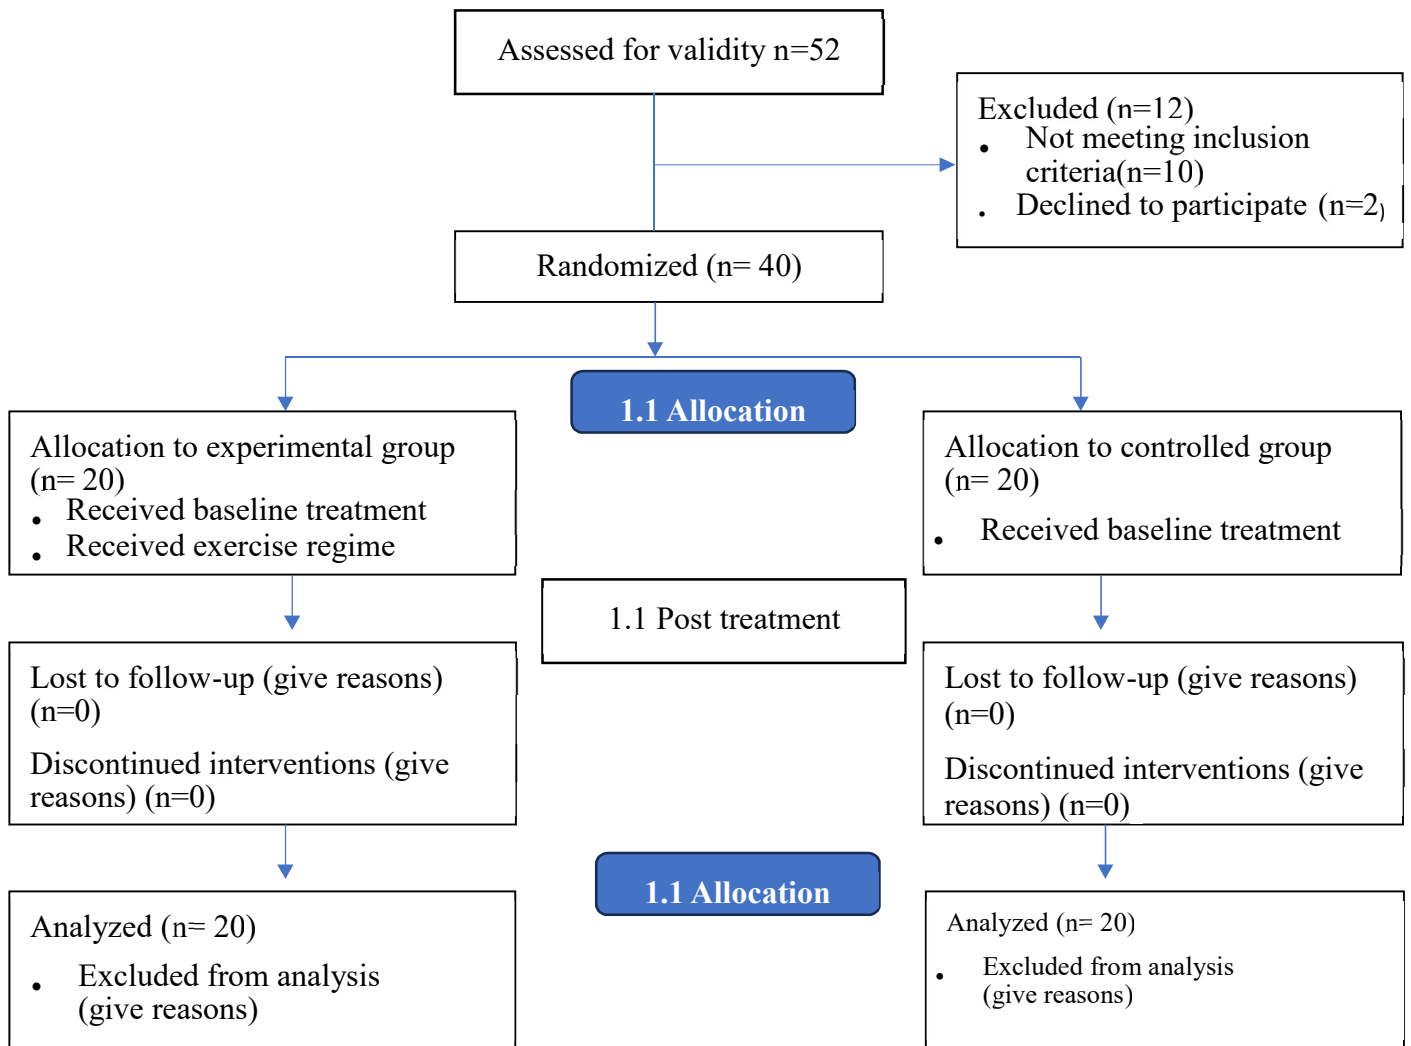 Assessed for validity n=52
Excluded (n=12)
• Not meeting inclusion
criteria(n=10)
• Declined to participate (n=2)
Randomized (n= 40)
1.1 Allocation
Allocation to experimental group
(n= 20)
• Received baseline treatment
• Received exercise regime
Allocation to controlled group
(n= 20)
• Received baseline treatment
1.1 Post treatment
Lost to follow-up (give reasons)
(n=0)
Discontinued interventions (give
reasons) (n=0)
Lost to follow-up (give reasons)
(n=0)
Discontinued interventions (give
reasons) (n=0)
1.1 Allocation
Analyzed (n= 20)
• Excluded from analysis
(give reasons)
Analyzed (n= 20)
• Excluded from analysis
(give reasons)